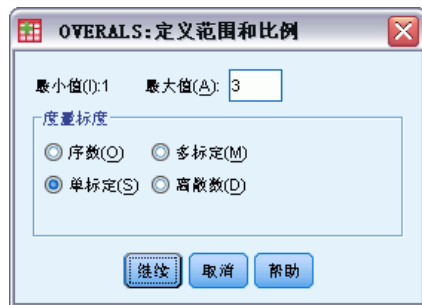 OVERALS:定义范围和比例
最小值(I):1 最大值(A): 3
度量标度
序数(O) 多标定(M)
单标定(S) 离散数(D)
继续 取消 帮助